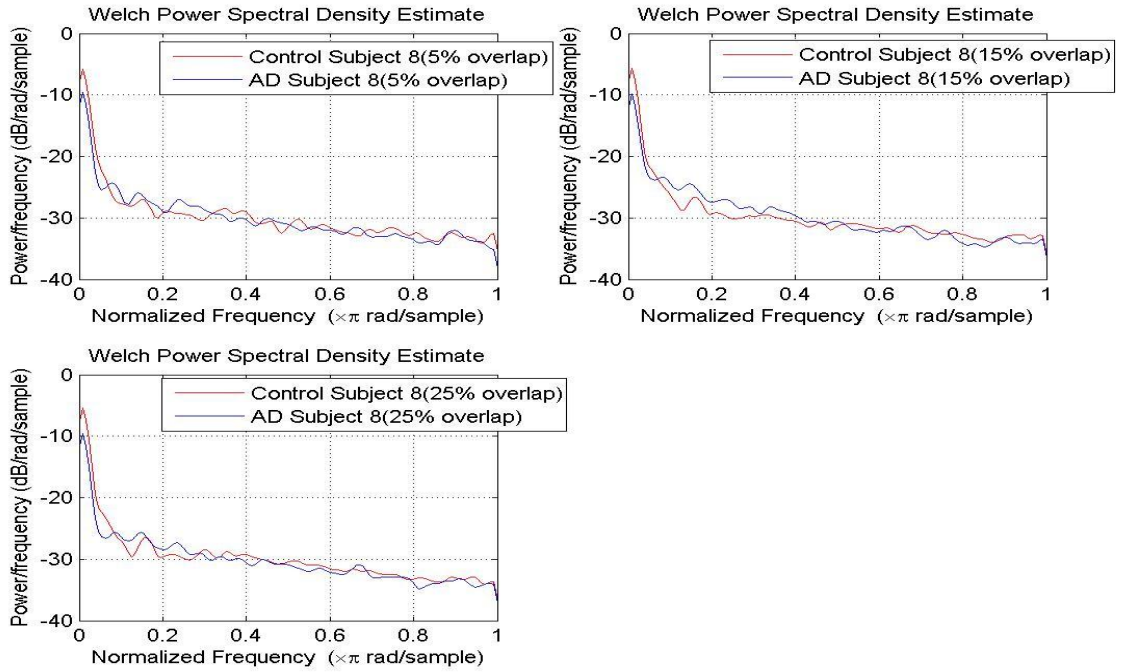 Welch Power Spectral Density Estimate
Control Subject 8(5% overlap)
AD Subject 8(5% overlap)
Power/frequency (dB/rad/sample)
0
-10
-20
-30
-40
0
0.2
0.4
0.6
0.8
1
Normalized Frequency (×π rad/sample)
Welch Power Spectral Density Estimate
Control Subject 8(15% overlap)
AD Subject 8(15% overlap)
Power/frequency (dB/rad/sample)
0
-10
-20
-30
-40
0
0.2
0.4
0.6
0.8
1
Normalized Frequency (×π rad/sample)
Welch Power Spectral Density Estimate
Control Subject 8(25% overlap)
AD Subject 8(25% overlap)
Power/frequency (dB/rad/sample)
0
-10
-20
-30
-40
0
0.2
0.4
0.6
0.8
1
Normalized Frequency (×π rad/sample)